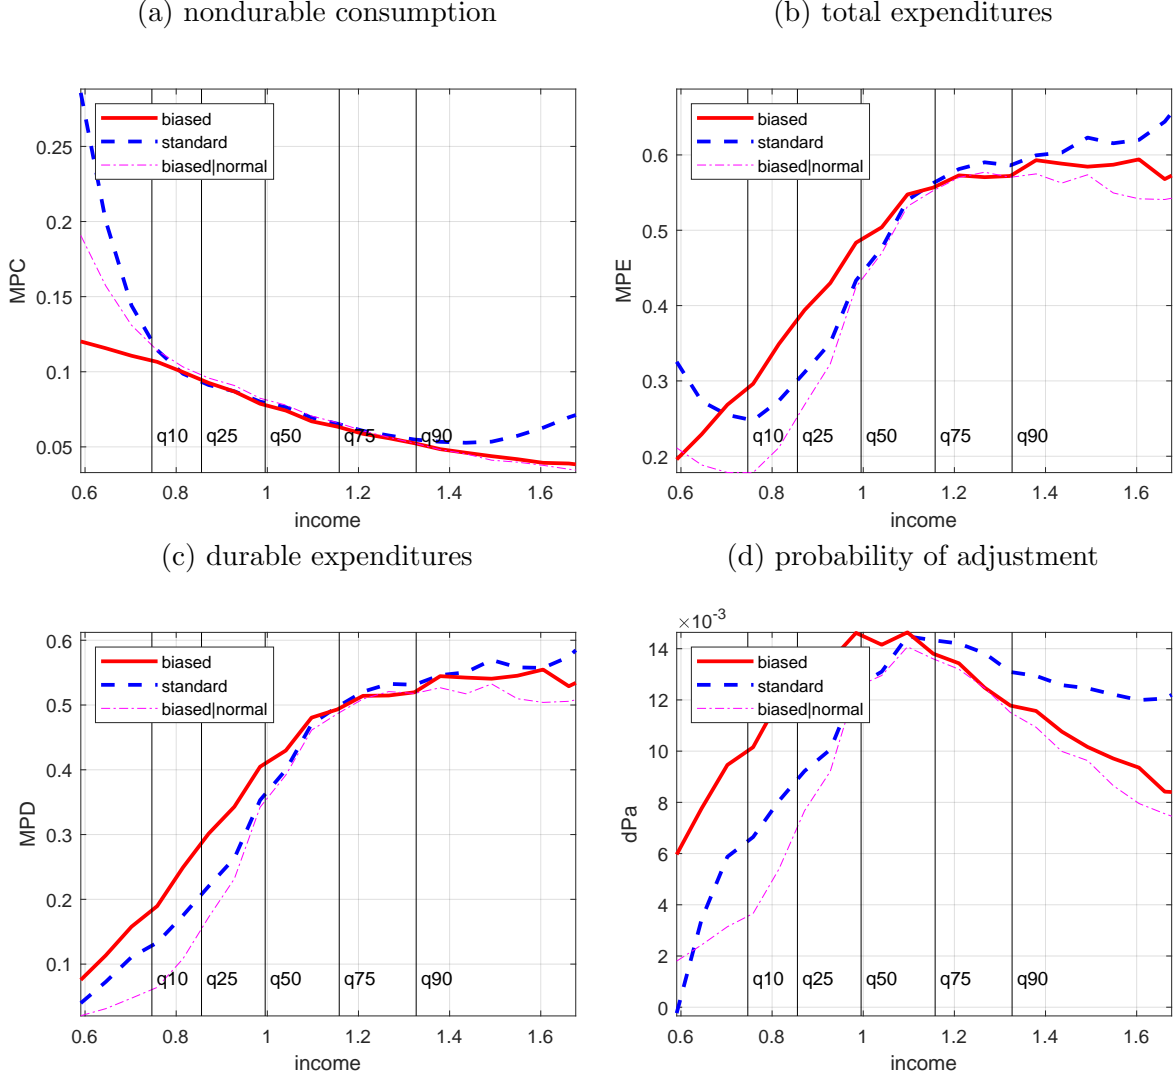 (a) nondurable consumption
(b) total expenditures
0.25
0.2
0.15
0.1
0.05
MPC
biased
standard
biased|normal
q10 q25 q50 q75 q90
0.6 0.8 1 1.2 1.4 1.6
income
0.6
0.5
0.4
0.3
0.2
MPE
biased
standard
biased|normal
q10 q25 q50 q75 q90
0.6 0.8 1 1.2 1.4 1.6
income
(c) durable expenditures
(d) probability of adjustment
0.6
0.5
0.4
0.3
0.2
0.1
MPD
biased
standard
biased|normal
q10 q25 q50 q75 q90
0.6 0.8 1 1.2 1.4 1.6
income
×10-3
14
12
10
8
6
4
2
0
dPa
biased
standard
biased|normal
q10 q25 q50 q75 q90
0.6 0.8 1 1.2 1.4 1.6
income